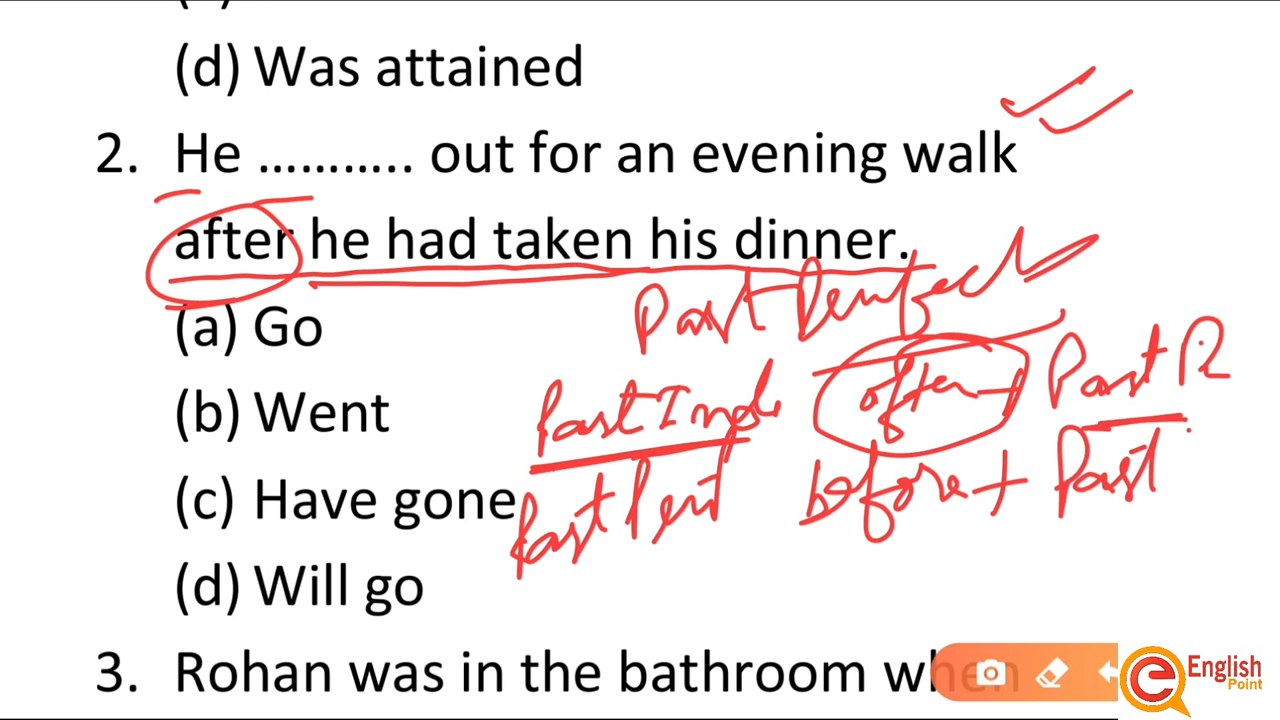 (d) Was attained
2. He ............ out for an evening walk
after he had taken his dinner.
Past Perfect
(a) Go
after + Past P
Past Ind
(b) Went
before + Past
(c) Have gone
Past Perf
(d) Will go
3. Rohan was in the bathroom when
e English
Point